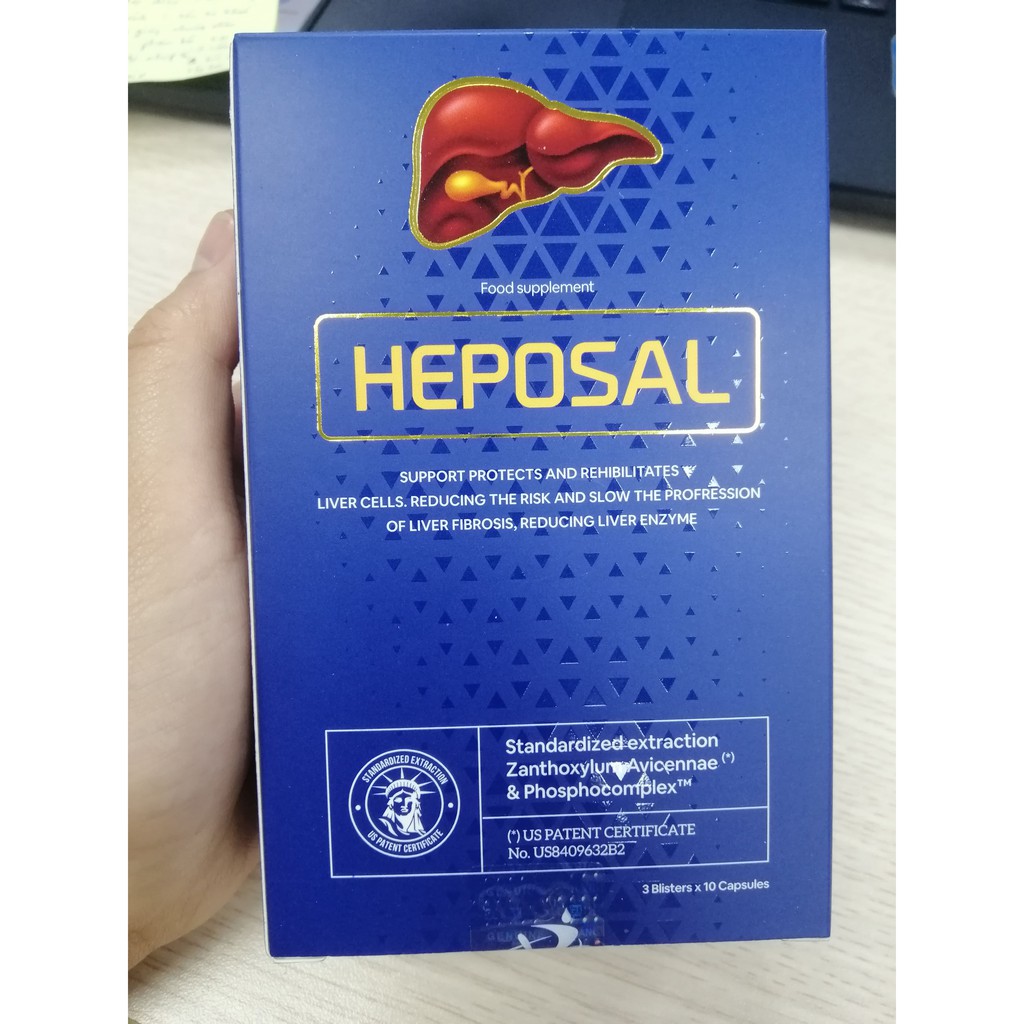 Food supplement
HEPOSAL
SUPPORT PROTECTS AND REHIBILITATES
LIVER CELLS. REDUCING THE RISK AND SLOW THE PROFRESSION
OF LIVER FIBROSIS, REDUCING LIVER ENZYME
STANDARDIZED EXTRACTION
US PATENT CERTIFICATE
Standardized extraction
Zanthoxylum Avicennae (*)
& Phosphocomplex™
(*) US PATENT CERTIFICATE
No. US8409632B2
3 Blisters x 10 Capsules